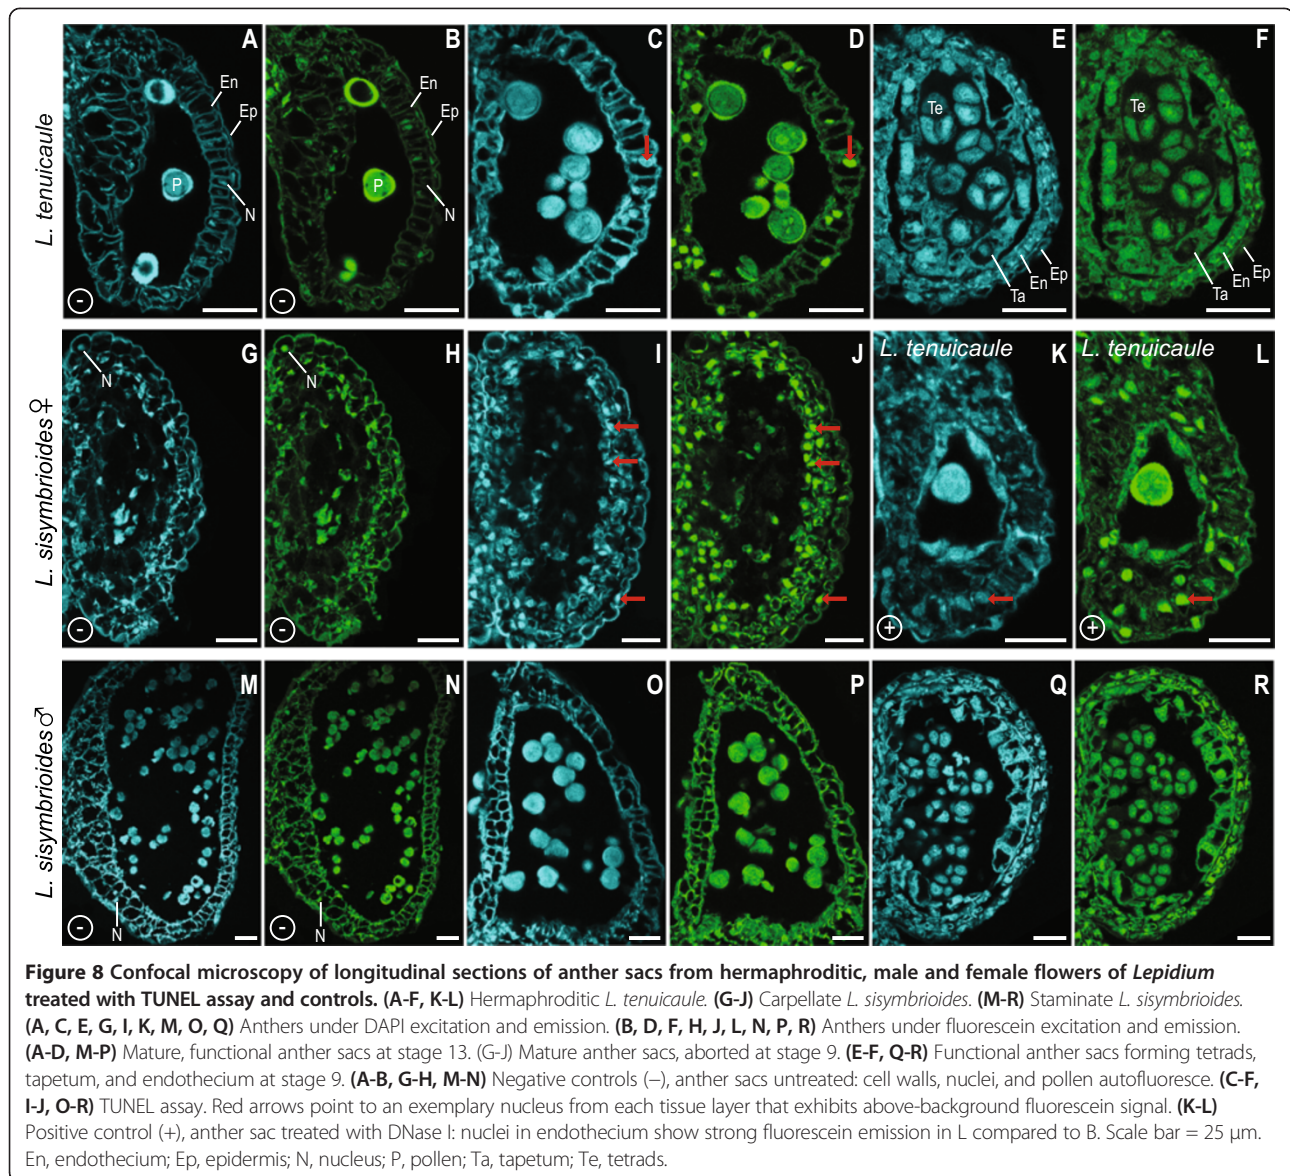 L. tenuicaule
A
B
C
D
E
F
En
Ep
P
N
En
Ep
P
N
Te
Ta
En
Ep
Te
Ta
En
Ep
-
-
L. sisymbrioides♀
G
H
I
J
L. tenuicaule
K
L. tenuicaule
L
N
N
-
-
+
+
L. sisymbrioides♂
M
N
O
P
Q
R
N
N
-
-
Figure 8 Confocal microscopy of longitudinal sections of anther sacs from hermaphroditic, male and female flowers of Lepidium
treated with TUNEL assay and controls. (A-F, K-L) Hermaphroditic L. tenuicaule. (G-J) Carpellate L. sisymbrioides. (M-R) Staminate L. sisymbrioides.
(A, C, E, G, I, K, M, O, Q) Anthers under DAPI excitation and emission. (B, D, F, H, J, L, N, P, R) Anthers under fluorescein excitation and emission.
(A-D, M-P) Mature, functional anther sacs at stage 13. (G-J) Mature anther sacs, aborted at stage 9. (E-F, Q-R) Functional anther sacs forming tetrads,
tapetum, and endothecium at stage 9. (A-B, G-H, M-N) Negative controls (−), anther sacs untreated: cell walls, nuclei, and pollen autofluoresce. (C-F,
I-J, O-R) TUNEL assay. Red arrows point to an exemplary nucleus from each tissue layer that exhibits above-background fluorescein signal. (K-L)
Positive control (+), anther sac treated with DNase I: nuclei in endothecium show strong fluorescein emission in L compared to B. Scale bar = 25 μm.
En, endothecium; Ep, epidermis; N, nucleus; P, pollen; Ta, tapetum; Te, tetrads.